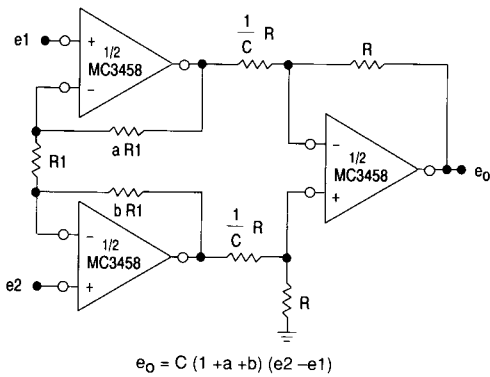 e1
+
-
1/2
MC3458
1/C R
R
a R1
R1
b R1
-
+
1/2
MC3458
e2
-
1/2
MC3458
+
eo
1/C R
R
eo = C (1 +a +b) (e2 –e1)